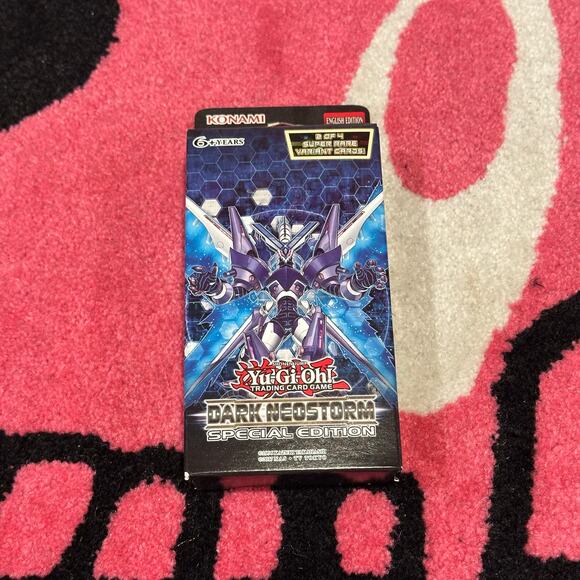 KONAMI
ENGLISH EDITION
6+YEARS
2 OF 4
SUPER RARE
VARIANT CARDS!
Yu-Gi-Oh!
TRADING CARD GAME
DARK NEOSTORM
SPECIAL EDITION